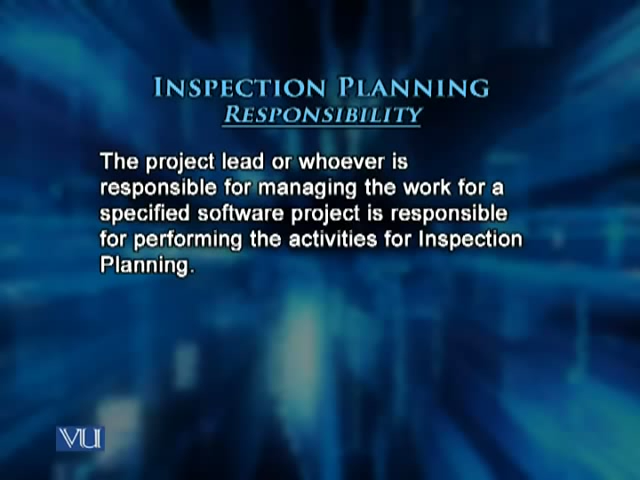 INSPECTION PLANNING
RESPONSIBILITY
The project lead or whoever is
responsible for managing the work for a
specified software project is responsible
for performing the activities for Inspection
Planning.
VU